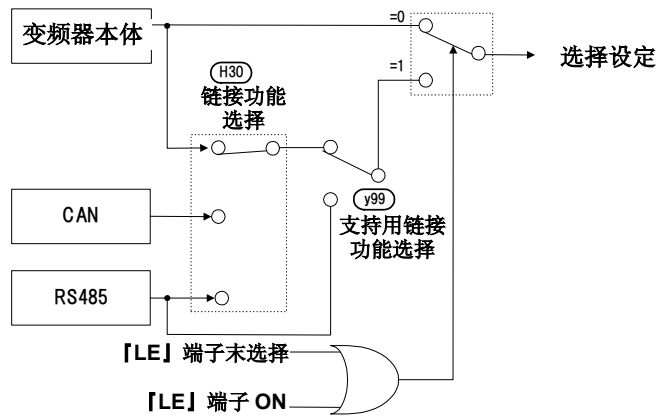 变频器本体
=0
=1
选择设定
H30
链接功能
选择
y99
支持用链接
功能选择
CAN
RS485
「LE」端子末选择
「LE」端子 ON